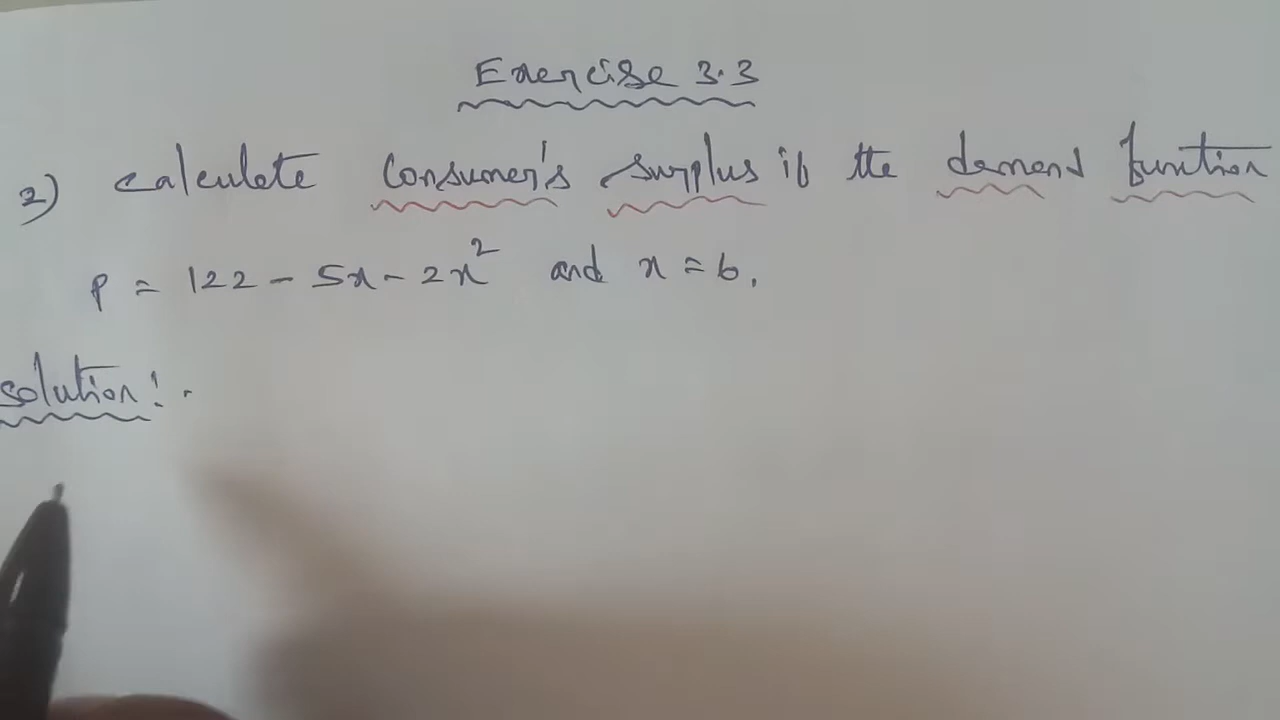 Exercise 3.3
2) Calculate Consumer's surplus if the demand function
P = 122 - 5x - 2x² and x = 6.
Solution :-